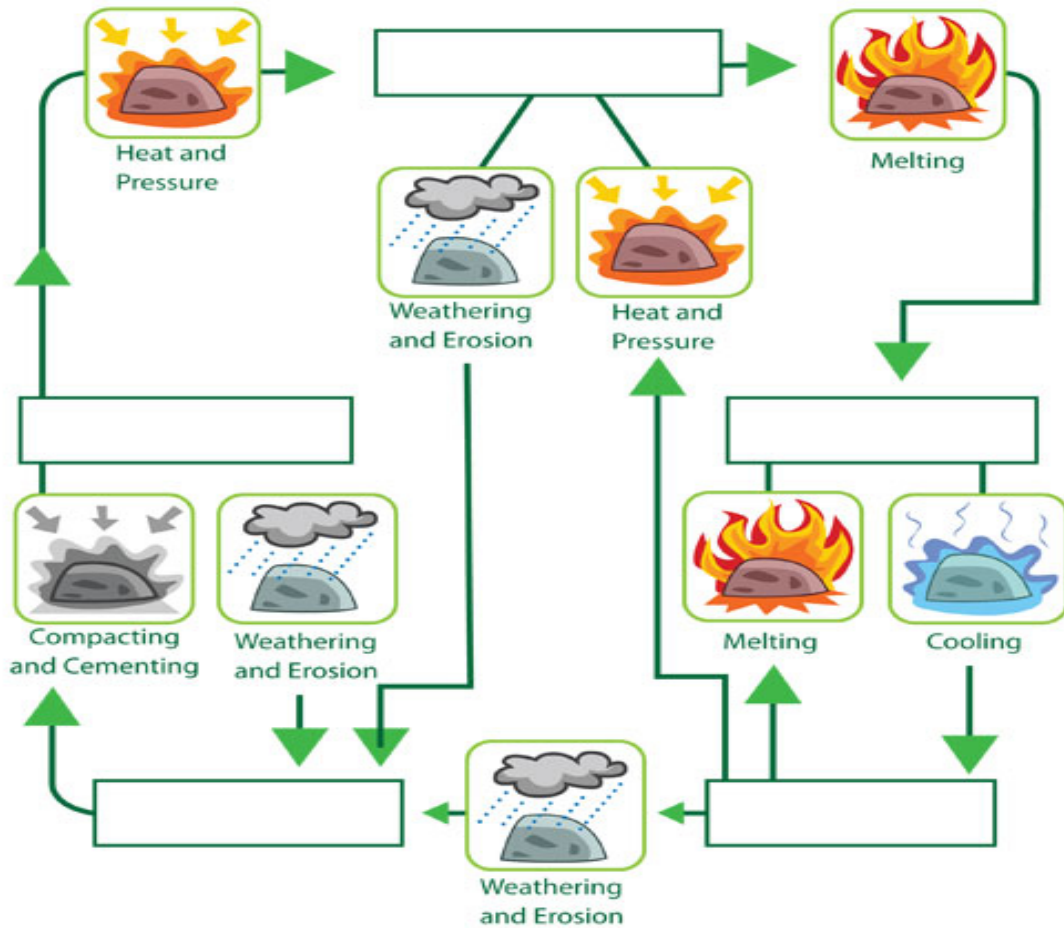 Heat and
Pressure
Melting
Weathering
and Erosion
Heat and
Pressure
Compacting
and Cementing
Weathering
and Erosion
Melting
Cooling
Weathering
and Erosion